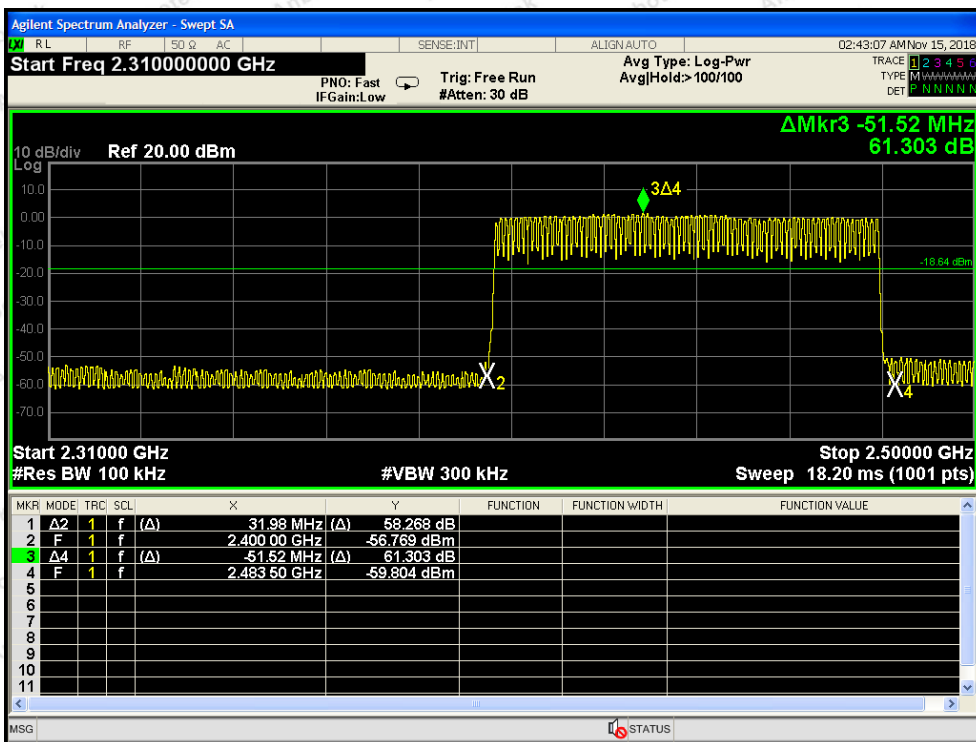 Agilent Spectrum Analyzer - Swept SA
LXI RL RF 50 Ω AC SENSE:INT ALIGN AUTO 02:43:07 AM Nov 15, 2018
Start Freq 2.310000000 GHz
PNO: Fast
IFGain:Low
Trig: Free Run
#Atten: 30 dB
Avg Type: Log-Pwr
Avg|Hold:>100/100
TRACE 1 2 3 4 5 6
TYPE M WWWWW
DET P N N N N N
ΔMkr3 -51.52 MHz
61.303 dB
10 dB/div Ref 20.00 dBm
Log
10.0
0.00
-10.0
-20.0
-30.0
-40.0
-50.0
-60.0
-70.0
3Δ4
-18.64 dBm
2
4
Start 2.31000 GHz Stop 2.50000 GHz
#Res BW 100 kHz #VBW 300 kHz Sweep 18.20 ms (1001 pts)
MKR MODE TRC SCL X Y FUNCTION FUNCTION WIDTH FUNCTION VALUE
1 Δ2 1 f (Δ) 31.98 MHz (Δ) 58.268 dB
2 F 1 f 2.400 00 GHz -56.769 dBm
3 Δ4 1 f (Δ) -51.52 MHz (Δ) 61.303 dB
4 F 1 f 2.483 50 GHz -59.804 dBm
5
6
7
8
9
10
11
MSG STATUS